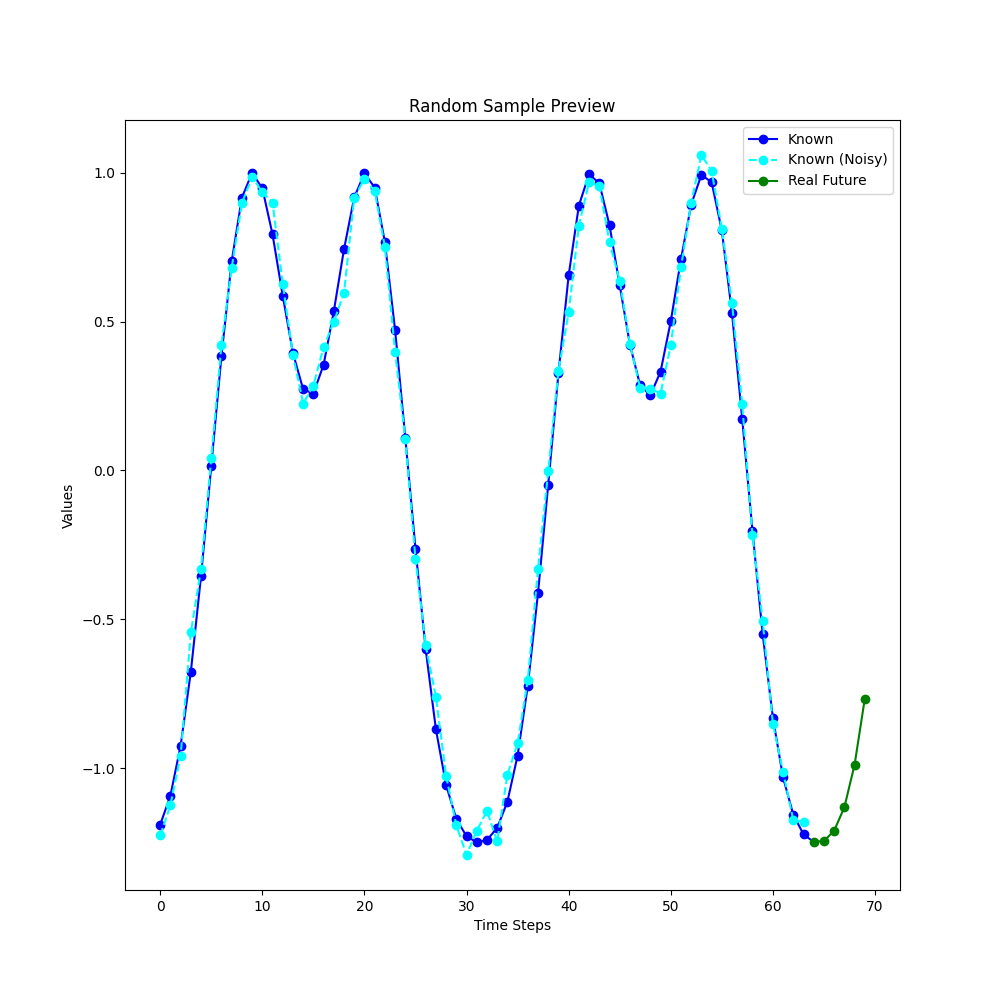 Random Sample Preview
Known
Known (Noisy)
Real Future
1.0
0.5
0.0
−0.5
−1.0
Values
0 10 20 30 40 50 60 70
Time Steps